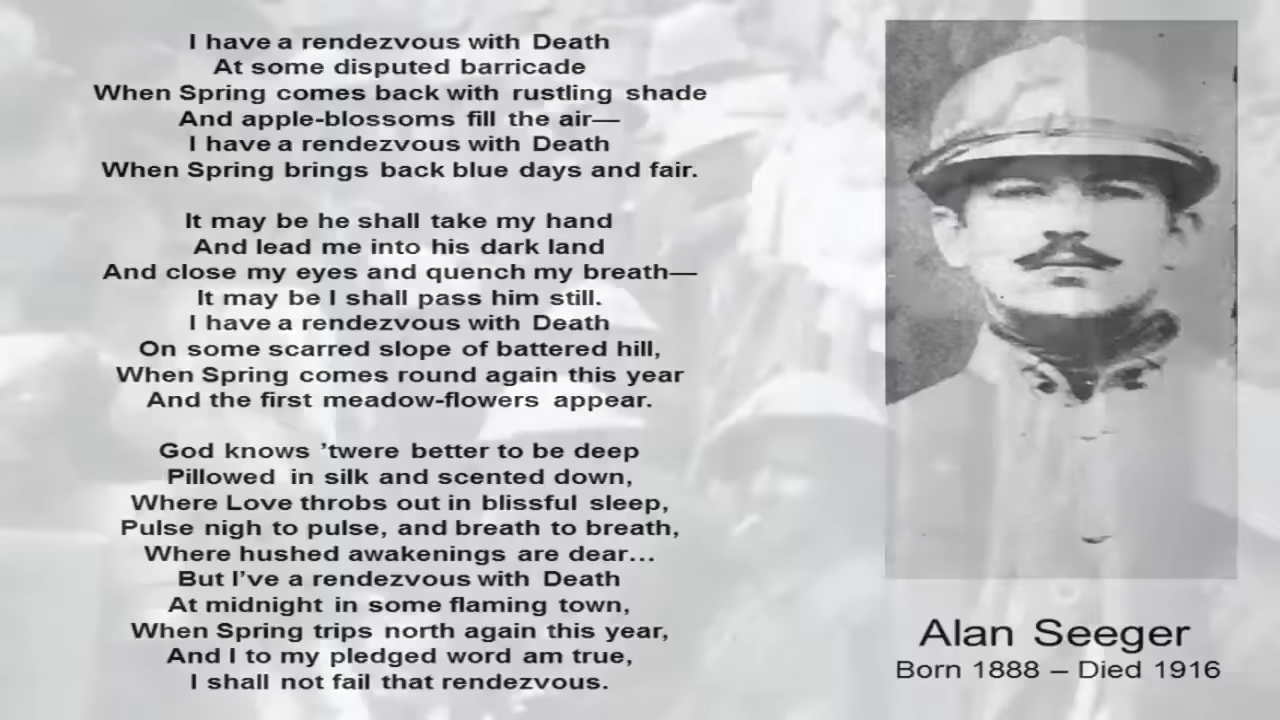 I have a rendezvous with Death
At some disputed barricade
When Spring comes back with rustling shade
And apple-blossoms fill the air—
I have a rendezvous with Death
When Spring brings back blue days and fair.
It may be he shall take my hand
And lead me into his dark land
And close my eyes and quench my breath—
It may be I shall pass him still.
I have a rendezvous with Death
On some scarred slope of battered hill,
When Spring comes round again this year
And the first meadow-flowers appear.
God knows ’twere better to be deep
Pillowed in silk and scented down,
Where Love throbs out in blissful sleep,
Pulse nigh to pulse, and breath to breath,
Where hushed awakenings are dear…
But I’ve a rendezvous with Death
At midnight in some flaming town,
When Spring trips north again this year,
And I to my pledged word am true,
I shall not fail that rendezvous.
Alan Seeger
Born 1888 – Died 1916